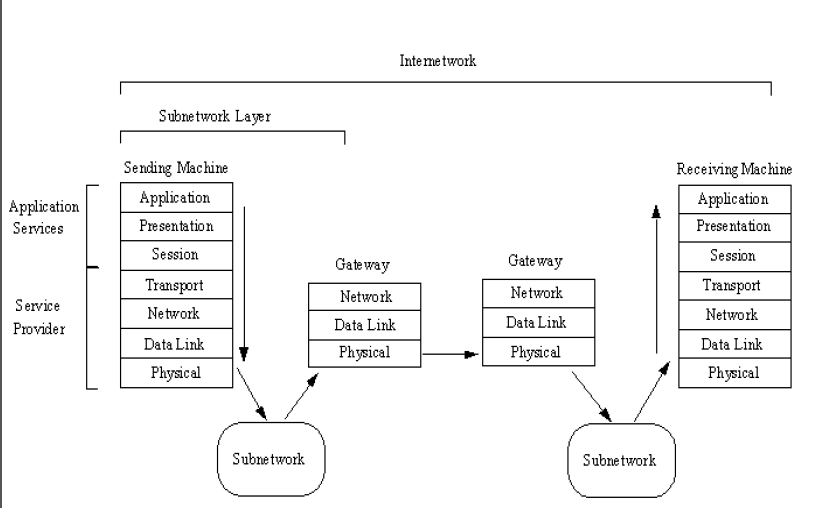 Internetwork
Subnetwork Layer
Sending Machine
Receiving Machine
Application
Presentation
Session
Transport
Network
Data Link
Physical
Application
Services
Service
Provider
Gateway
Network
Data Link
Physical
Gateway
Network
Data Link
Physical
Application
Presentation
Session
Transport
Network
Data Link
Physical
Subnetwork
Subnetwork